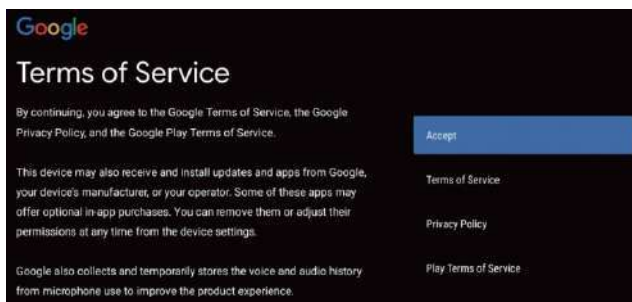 Google
Terms of Service
By continuing, you agree to the Google Terms of Service, the Google
Privacy Policy, and the Google Play Terms of Service.
This device may also receive and install updates and apps from Google,
your device's manufacturer, or your operator. Some of these apps may
offer optional in-app purchases. You can remove them or adjust their
permissions at any time from the device settings.
Google also collects and temporarily stores the voice and audio history
from microphone use to improve the product experience.
Accept
Terms of Service
Privacy Policy
Play Terms of Service